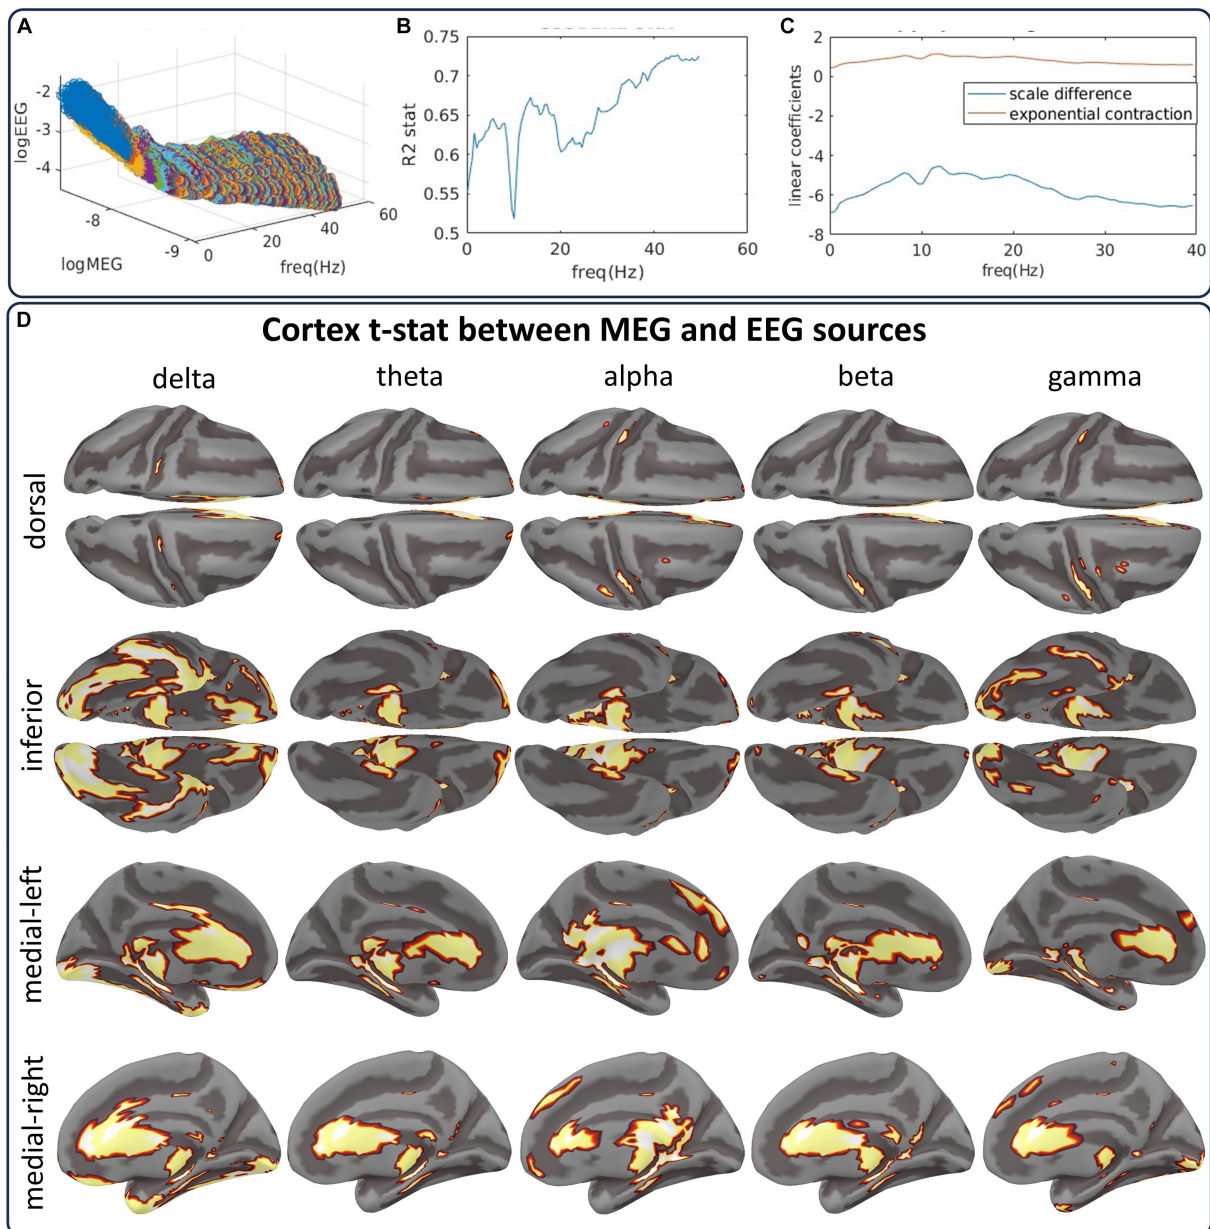 A
logEEG
-2
-3
-4
-8
-9
logMEG
0
20
40
60
freq(Hz)
B
R2 stat
0.75
0.7
0.65
0.6
0.55
0.5
0
20
40
60
freq(Hz)
C
linear coefficients
2
0
-2
-4
-6
-8
scale difference
exponential contraction
0
10
20
30
40
freq(Hz)
D
Cortex t-stat between MEG and EEG sources
delta
theta
alpha
beta
gamma
dorsal
inferior
medial-left
medial-right